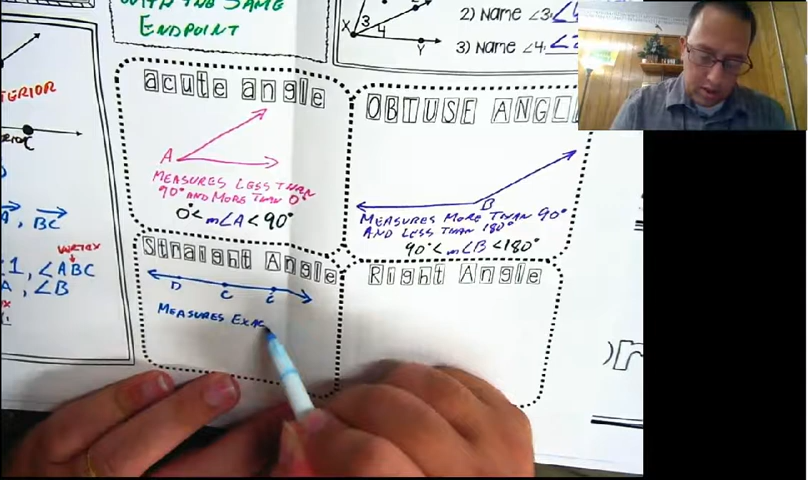 WITH THE SAME
ENDPOINT
X 3 4
Y
2) Name ∠3:
3) Name ∠4:
acute angle
A
MEASURES LESS THAN
90° AND MORE THAN 0°
0° < m∠A < 90°
OBTUSE ANGL
B
MEASURES MORE THAN 90°
AND LESS THAN 180°
90° < m∠B < 180°
Straight Angle
D C E
MEASURES EXAC
Right Angle
TERIOR
C
A, BC
VERTEX
1, ∠ABC
A, ∠B